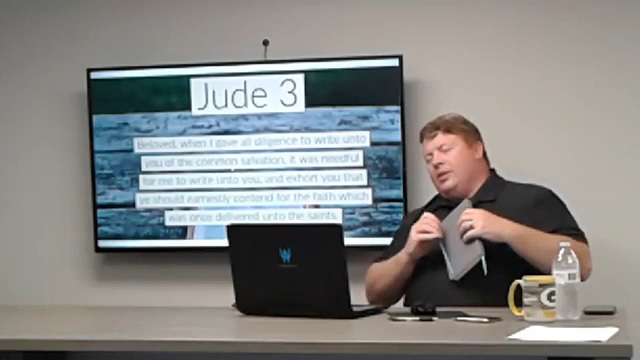 Jude 3
Beloved, when I gave all diligence to write unto
you of the common salvation, it was needful
for me to write unto you, and exhort you that
ye should earnestly contend for the faith which
was once delivered unto the saints.
W
G